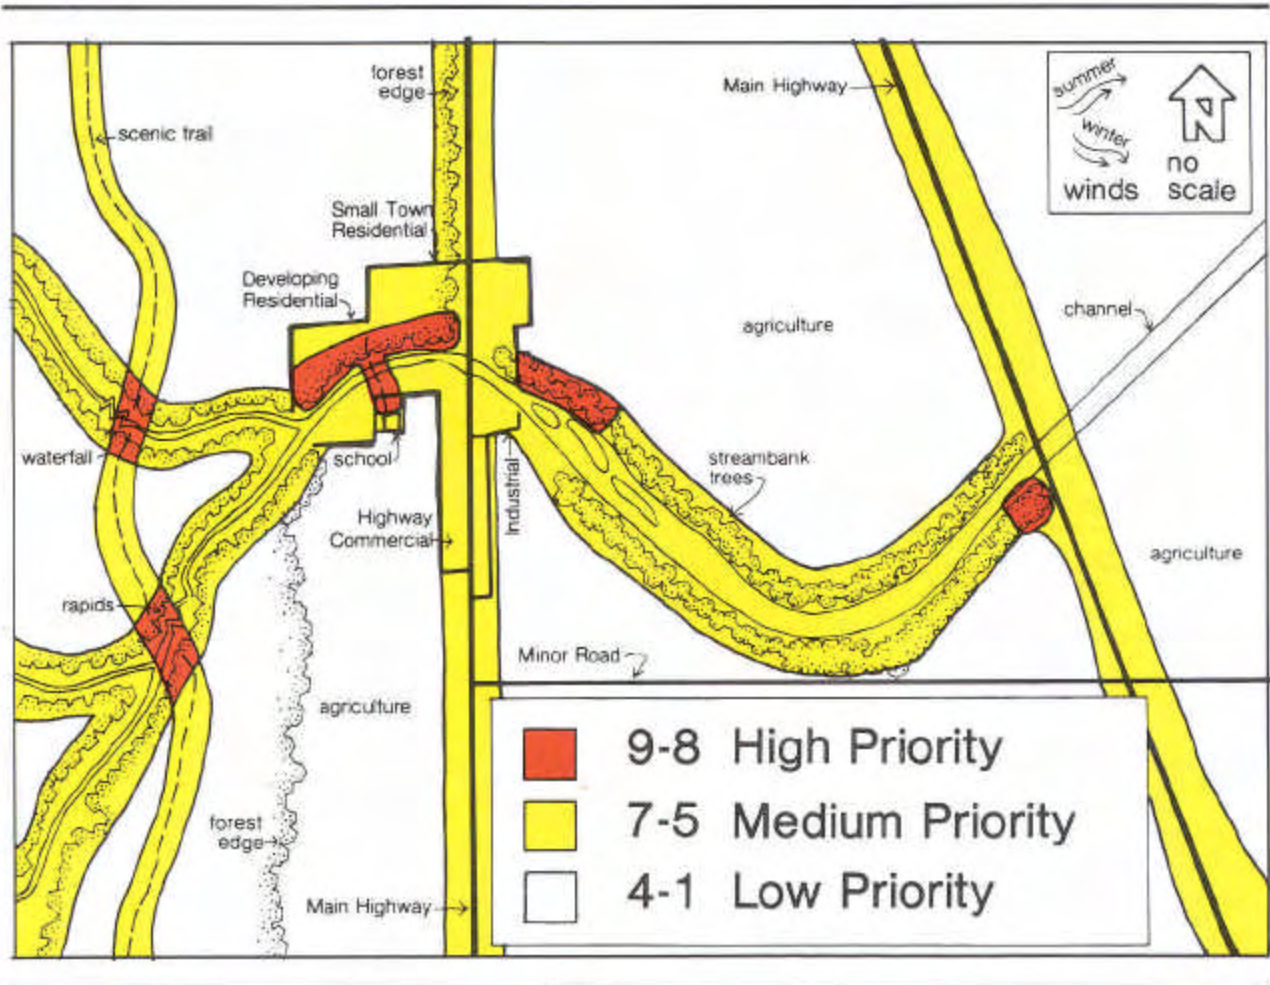 forest
edge
Main Highway
summer
winter
winds
no
scale
N
scenic trail
Small Town
Residential
Developing
Residential
channel
agriculture
waterfall
school
streambank
trees
Industrial
Highway
Commercial
agriculture
rapids
Minor Road
agriculture
forest
edge
Main Highway
9-8 High Priority
7-5 Medium Priority
4-1 Low Priority